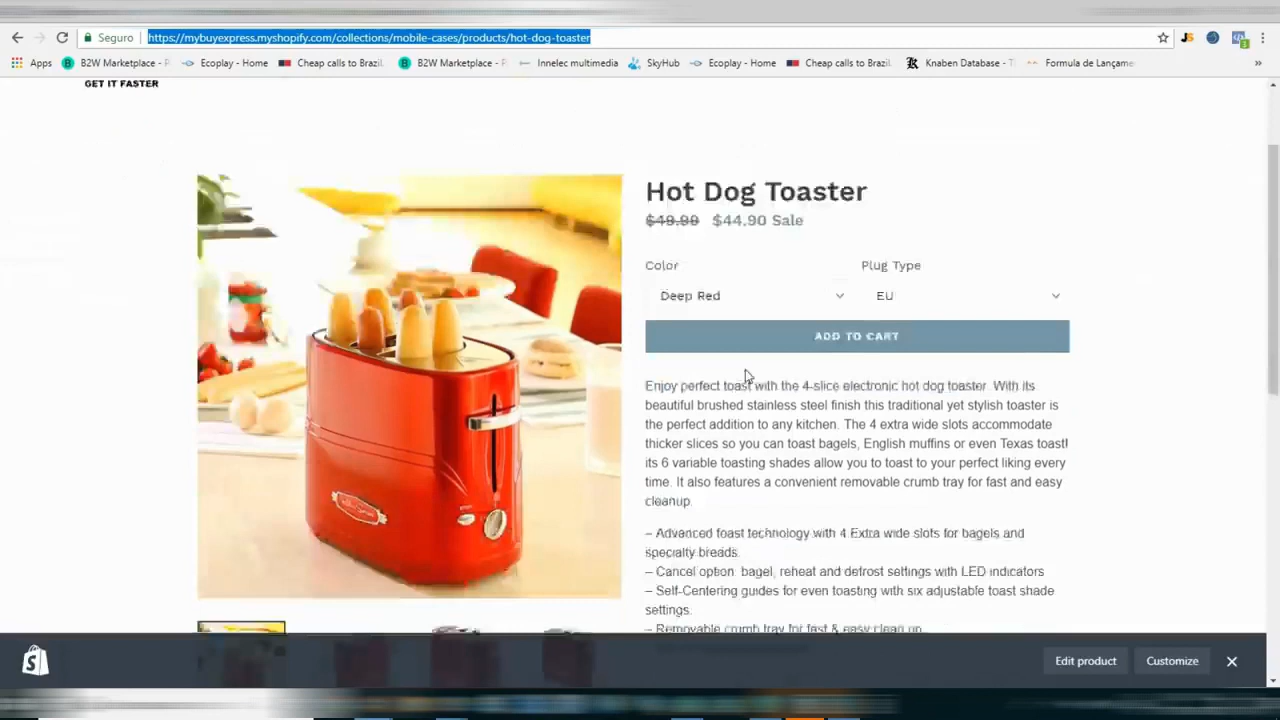 Seguro
https://mybuyexpress.myshopify.com/collections/mobile-cases/products/hot-dog-toaster
Apps B2W Marketplace - Ecoplay - Home Cheap calls to Brazil B2W Marketplace - Innelec multimedia SkyHub Ecoplay - Home Cheap calls to Brazil Knaben Database - Formula de Lançame
GET IT FASTER
Hot Dog Toaster
$49.99 $44.90 Sale
Color Plug Type
Deep Red EU
ADD TO CART
Enjoy perfect toast with the 4-slice electronic hot dog toaster. With its
beautiful brushed stainless steel finish this traditional yet stylish toaster is
the perfect addition to any kitchen. The 4 extra wide slots accommodate
thicker slices so you can toast bagels, English muffins or even Texas toast!
its 6 variable toasting shades allow you to toast to your perfect liking every
time. It also features a convenient removable crumb tray for fast and easy
cleanup.
– Advanced toast technology with 4 Extra wide slots for bagels and
specialty breads.
– Cancel option, bagel, reheat and defrost settings with LED indicators
– Self-Centering guides for even toasting with six adjustable toast shade
settings.
– Removable crumb tray for fast & easy clean up.
Edit product Customize